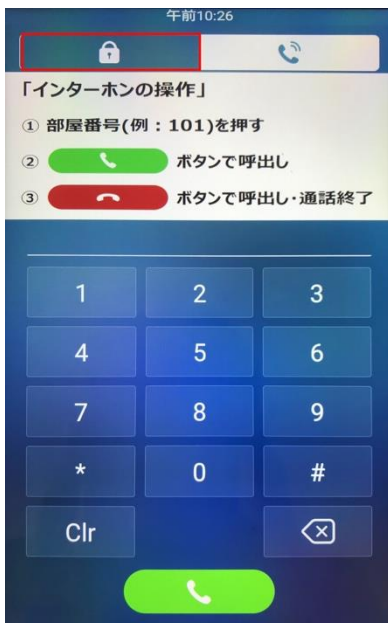 午前10:26
「インターホンの操作」
① 部屋番号(例：101)を押す
② ボタンで呼出し
③ ボタンで呼出し･通話終了
1 2 3
4 5 6
7 8 9
* 0 #
Clr